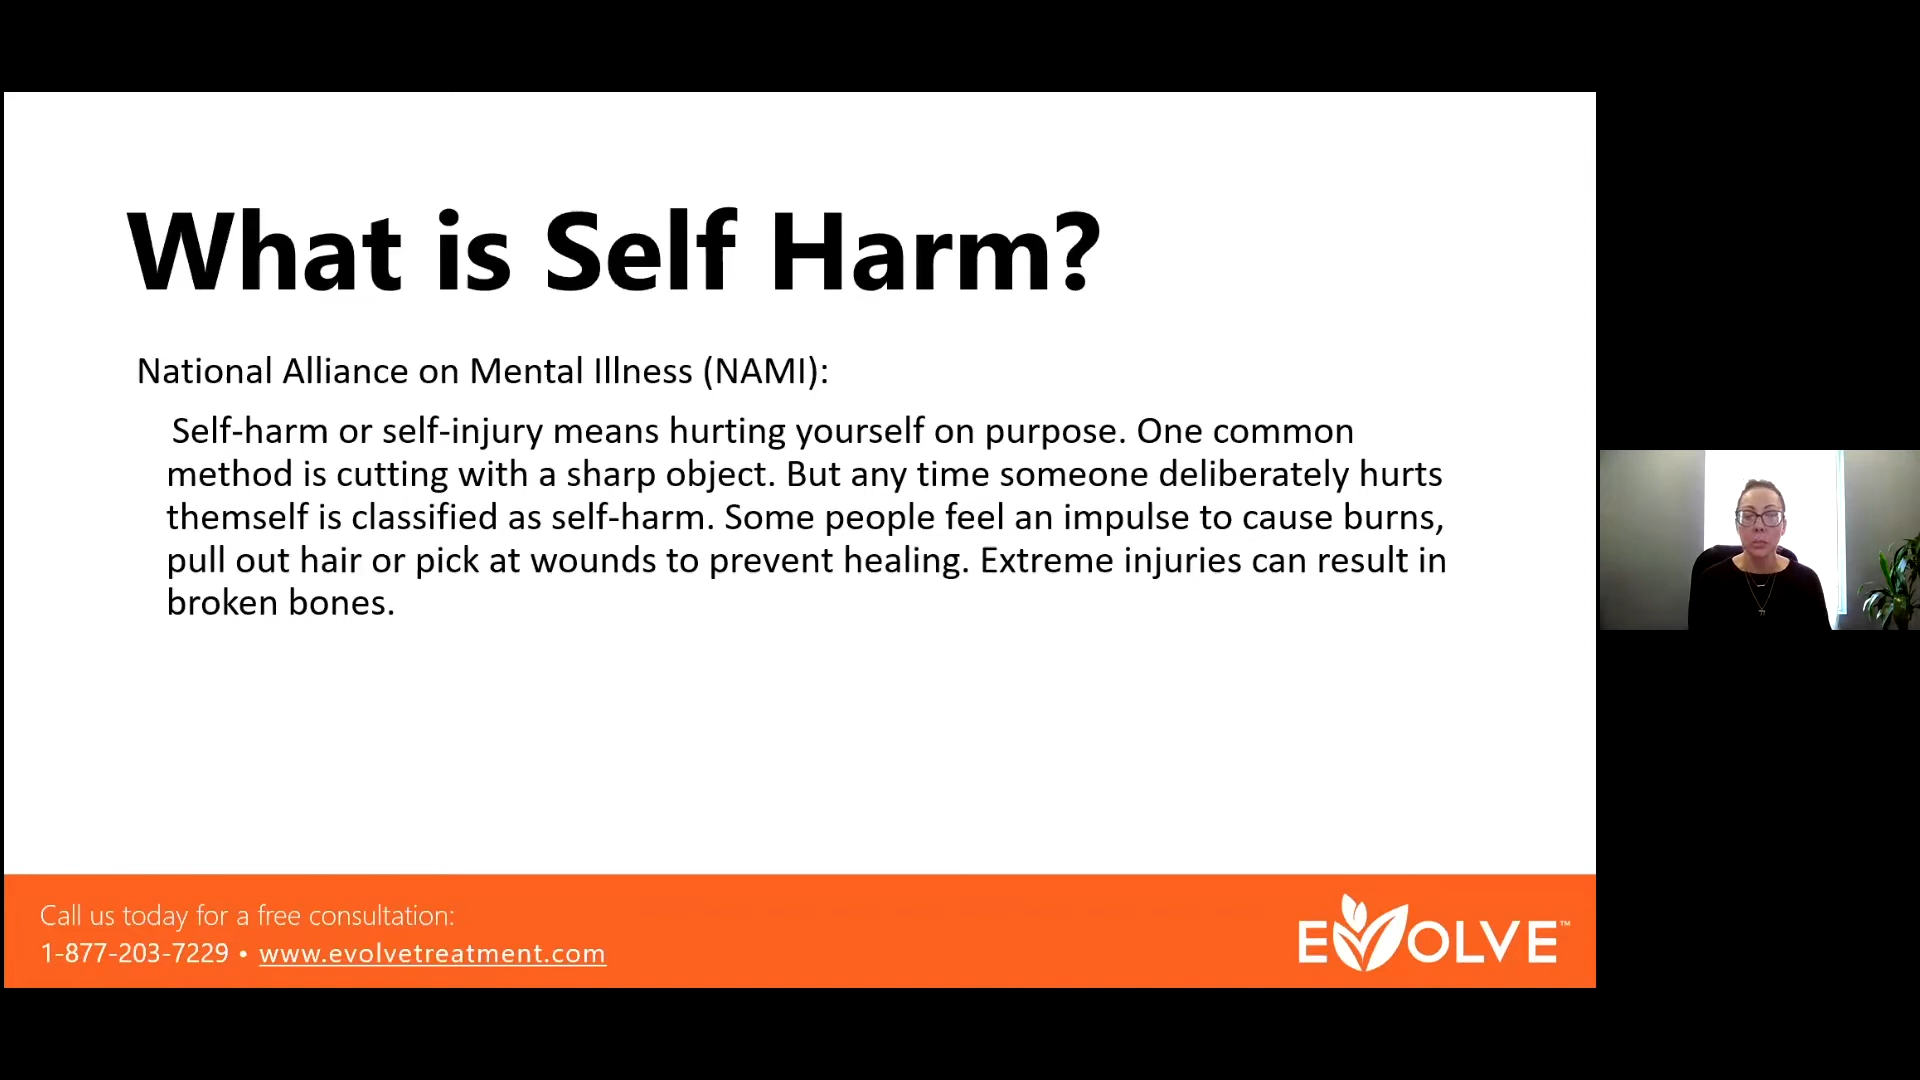 What is Self Harm?
National Alliance on Mental Illness (NAMI):
Self-harm or self-injury means hurting yourself on purpose. One common
method is cutting with a sharp object. But any time someone deliberately hurts
themself is classified as self-harm. Some people feel an impulse to cause burns,
pull out hair or pick at wounds to prevent healing. Extreme injuries can result in
broken bones.
Call us today for a free consultation:
1-877-203-7229 • www.evolvetreatment.com
EVOLVE™